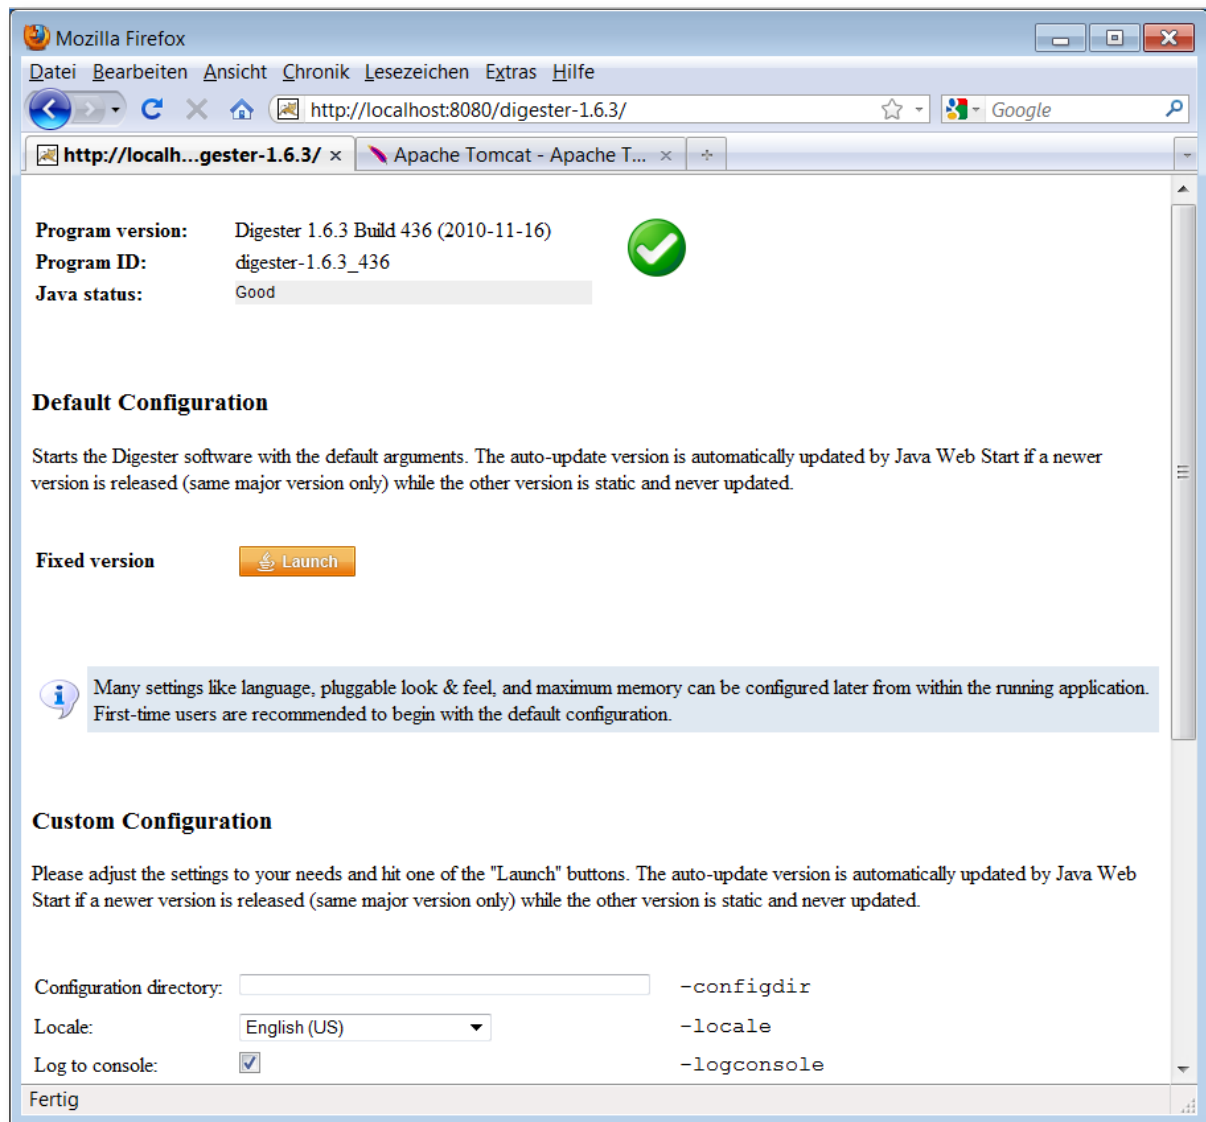 Mozilla Firefox
Datei Bearbeiten Ansicht Chronik Lesezeichen Extras Hilfe
http://localhost:8080/digester-1.6.3/
Google
http://localh...gester-1.6.3/
Apache Tomcat - Apache T...
Program version: Digester 1.6.3 Build 436 (2010-11-16)
Program ID: digester-1.6.3_436
Java status: Good
Default Configuration
Starts the Digester software with the default arguments. The auto-update version is automatically updated by Java Web Start if a newer
version is released (same major version only) while the other version is static and never updated.
Fixed version Launch
Many settings like language, pluggable look & feel, and maximum memory can be configured later from within the running application.
First-time users are recommended to begin with the default configuration.
Custom Configuration
Please adjust the settings to your needs and hit one of the "Launch" buttons. The auto-update version is automatically updated by Java Web
Start if a newer version is released (same major version only) while the other version is static and never updated.
Configuration directory: -configdir
Locale: English (US) -locale
Log to console: -logconsole
Fertig